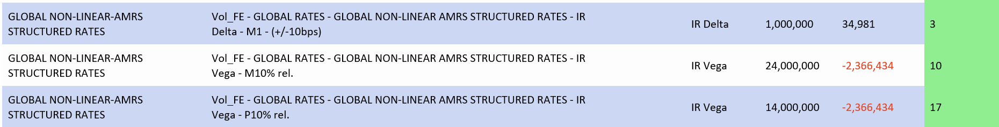 GLOBAL NON-LINEAR-AMRS
STRUCTURED RATES
Vol_FE - GLOBAL RATES - GLOBAL NON-LINEAR AMRS STRUCTURED RATES - IR
Delta - M1 - (+/-10bps)
IR Delta 1,000,000 34,981 3
GLOBAL NON-LINEAR-AMRS
STRUCTURED RATES
Vol_FE - GLOBAL RATES - GLOBAL NON-LINEAR AMRS STRUCTURED RATES - IR
Vega - M10% rel.
IR Vega 24,000,000 -2,366,434 10
GLOBAL NON-LINEAR-AMRS
STRUCTURED RATES
Vol_FE - GLOBAL RATES - GLOBAL NON-LINEAR AMRS STRUCTURED RATES - IR
Vega - P10% rel.
IR Vega 14,000,000 -2,366,434 17